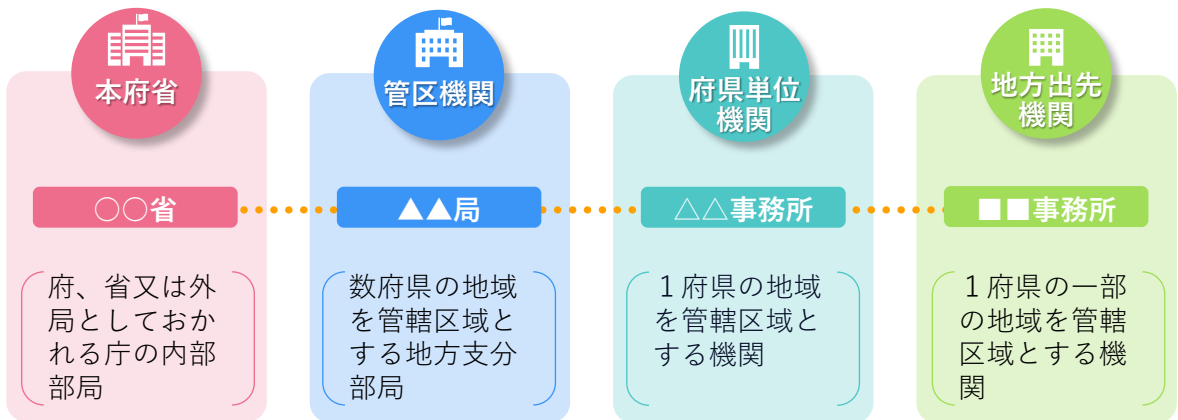 本府省
管区機関
府県単位
機関
地方出先
機関
○○省
▲▲局
△△事務所
■■事務所
府、省又は外
局としておか
れる庁の内部
部局
数府県の地域
を管轄区域と
する地方支分
部局
１府県の地域
を管轄区域と
する機関
１府県の一部
の地域を管轄
区域とする機
関